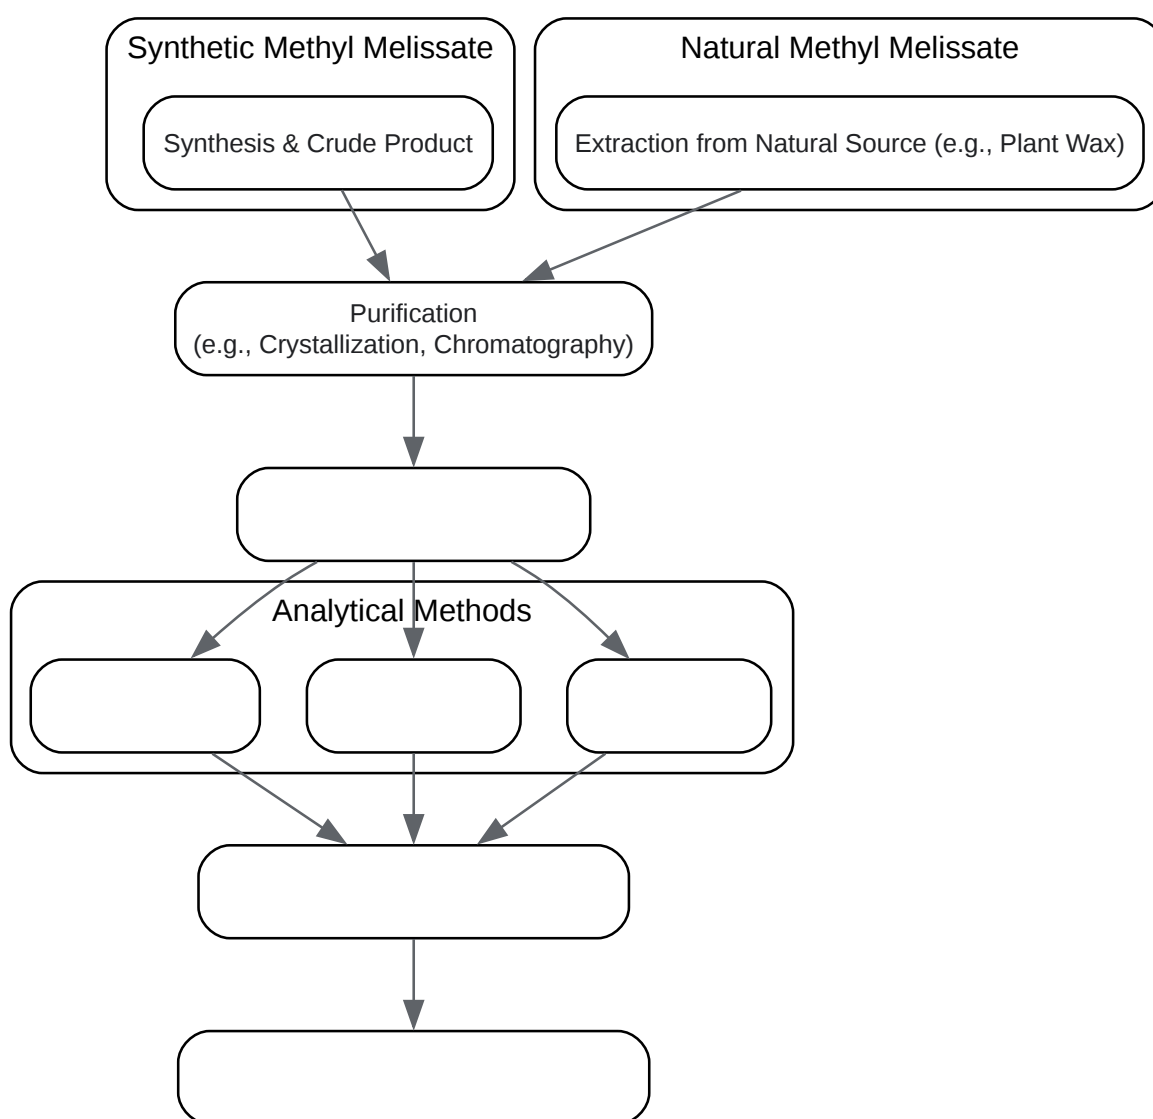 Synthetic Methyl Melissate
Natural Methyl Melissate
Synthesis & Crude Product
Extraction from Natural Source (e.g., Plant Wax)
Purification
(e.g., Crystallization, Chromatography)
Analytical Methods